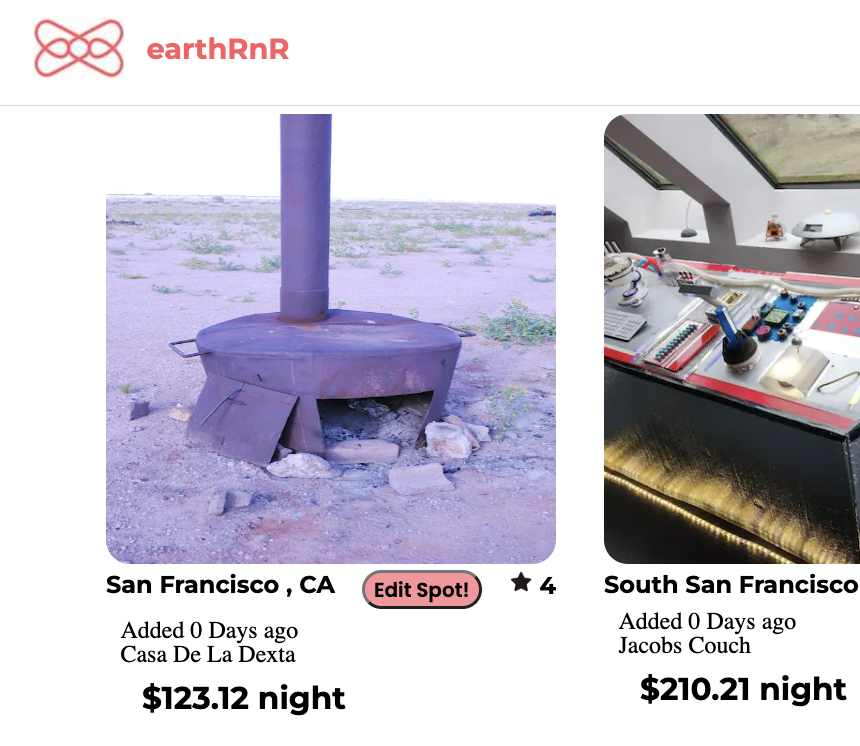 earthRnR
San Francisco , CA
Edit Spot!
4
Added 0 Days ago
Casa De La Dexta
$123.12 night
South San Francisco
Added 0 Days ago
Jacobs Couch
$210.21 night